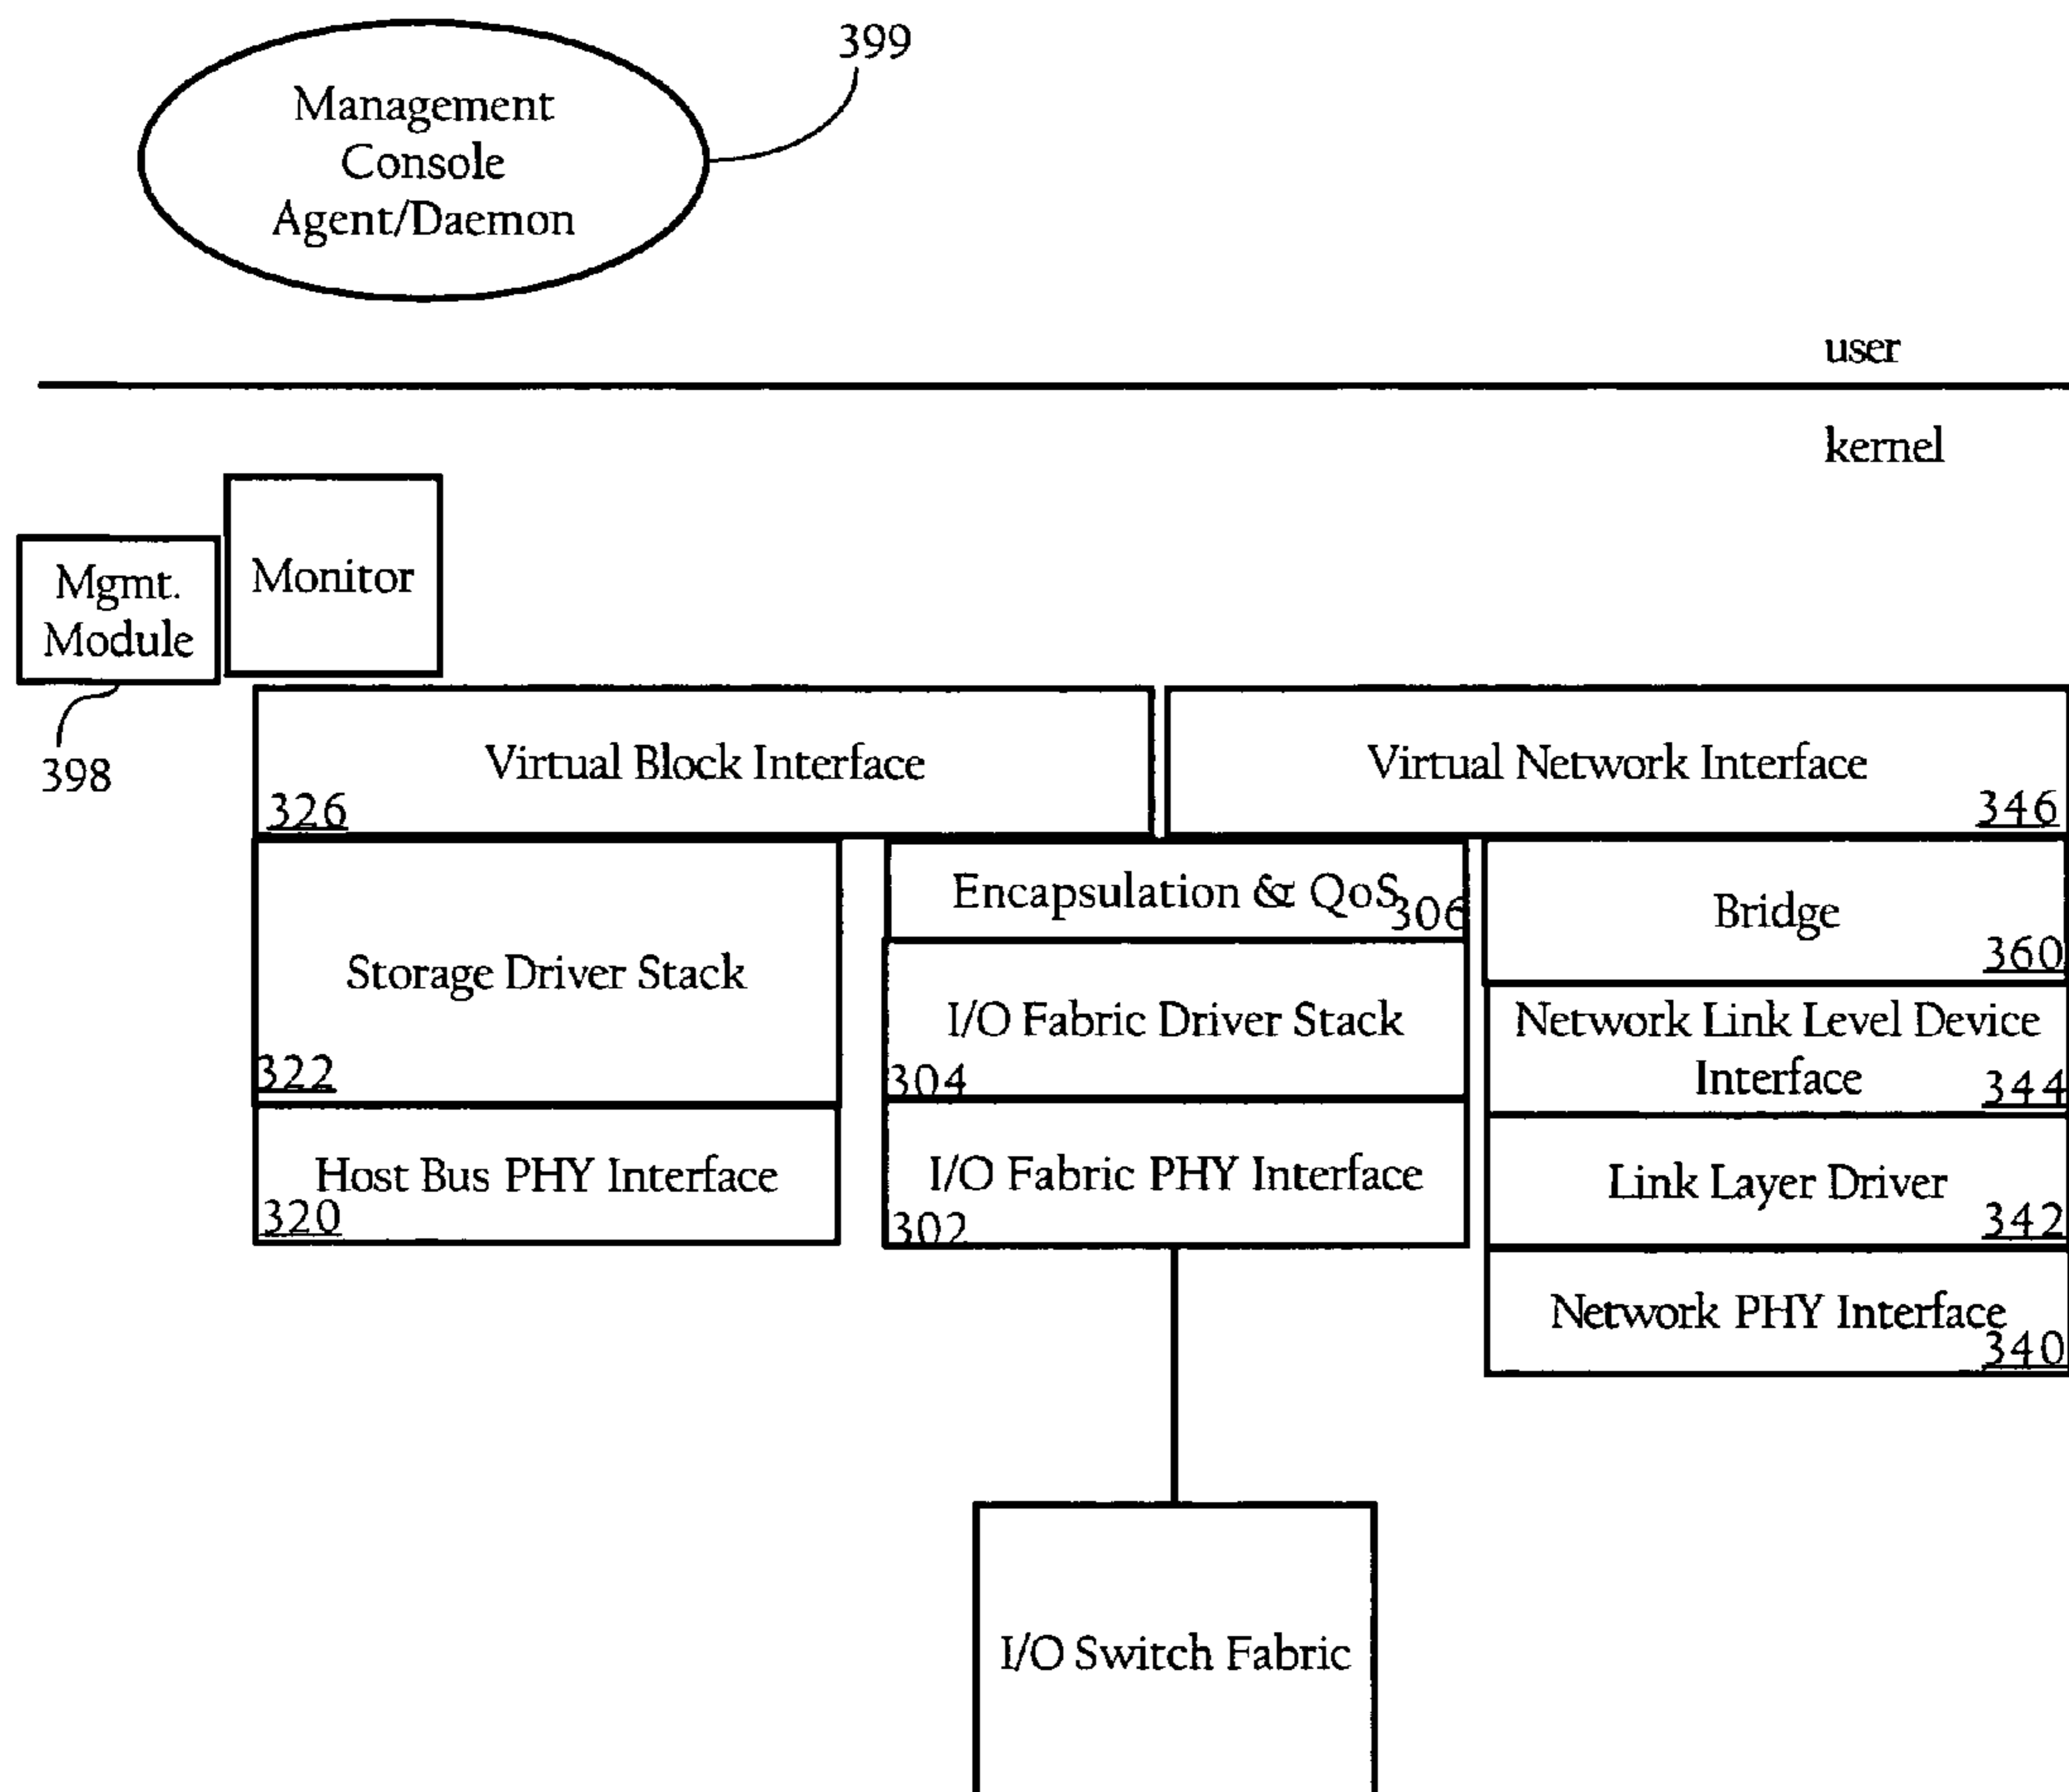 399
Management
Console
Agent/Daemon
user
kernel
Monitor
Mgmt.
Module
398
Virtual Block Interface
326
Virtual Network Interface
346
Storage Driver Stack
322
Host Bus PHY Interface
320
Encapsulation & QoS
306
I/O Fabric Driver Stack
304
I/O Fabric PHY Interface
302
Bridge
360
Network Link Level Device
Interface
344
Link Layer Driver
342
Network PHY Interface
340
I/O Switch Fabric